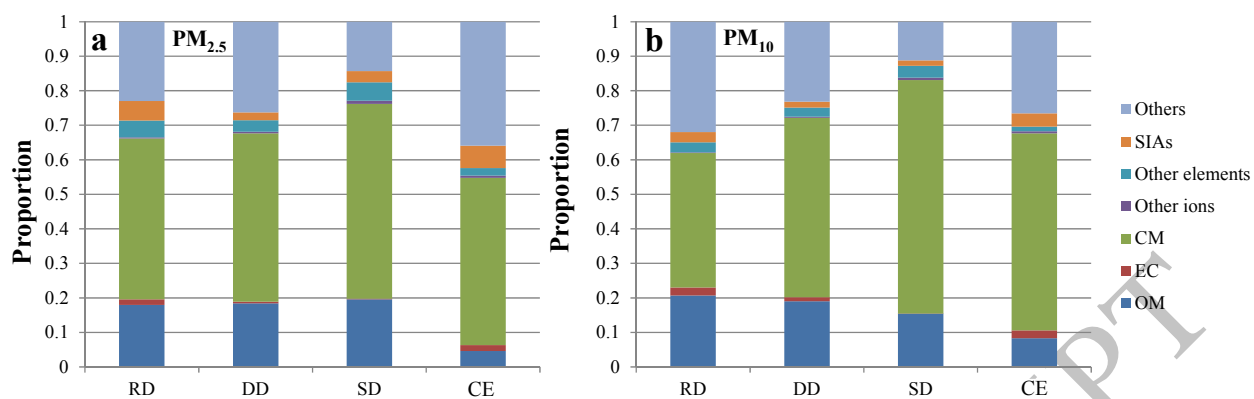 a PM2.5
Proportion
1
0.9
0.8
0.7
0.6
0.5
0.4
0.3
0.2
0.1
0
RD DD SD CE
b PM10
Proportion
1
0.9
0.8
0.7
0.6
0.5
0.4
0.3
0.2
0.1
0
RD DD SD CE
Others
SIAs
Other elements
Other ions
CM
EC
OM
PT